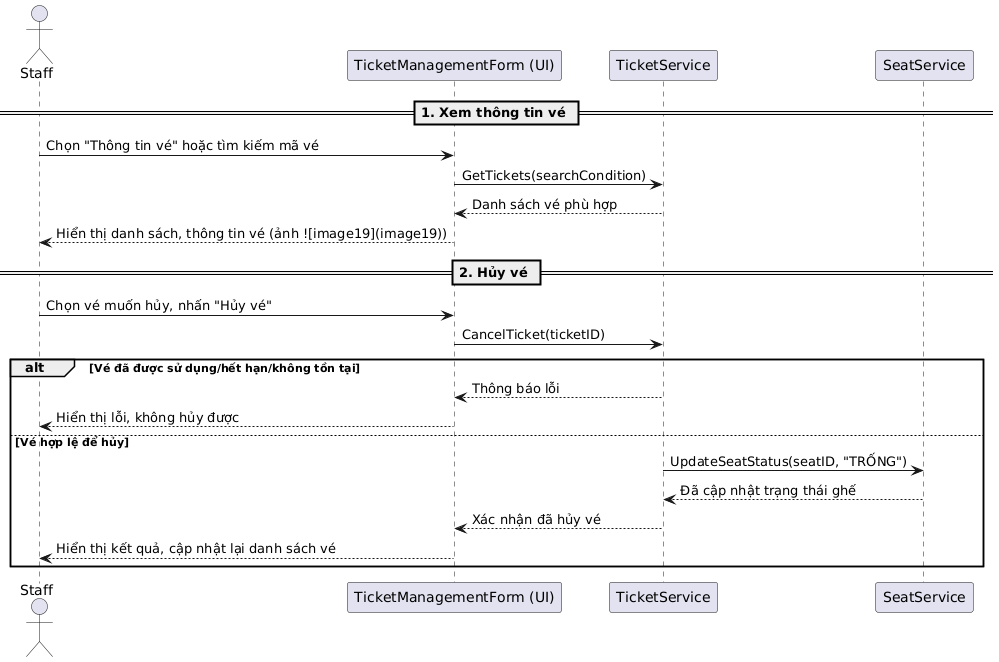 Staff
TicketManagementForm (UI)
TicketService
SeatService
1. Xem thông tin vé
Chọn "Thông tin vé" hoặc tìm kiếm mã vé
GetTickets(searchCondition)
Danh sách vé phù hợp
Hiển thị danh sách, thông tin vé (ảnh ![image19](image19))
2. Hủy vé
Chọn vé muốn hủy, nhấn "Hủy vé"
CancelTicket(ticketID)
alt [Vé đã được sử dụng/hết hạn/không tồn tại]
Thông báo lỗi
Hiển thị lỗi, không hủy được
[Vé hợp lệ để hủy]
UpdateSeatStatus(seatID, "TRỐNG")
Đã cập nhật trạng thái ghế
Xác nhận đã hủy vé
Hiển thị kết quả, cập nhật lại danh sách vé
Staff
TicketManagementForm (UI)
TicketService
SeatService